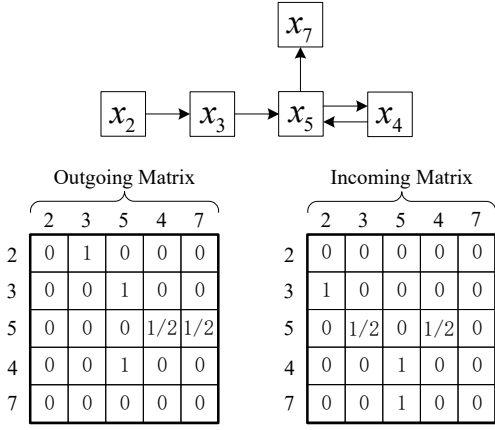 x7
x2 x3 x5 x4
Outgoing Matrix Incoming Matrix
2 3 5 4 7 2 3 5 4 7
2 0 1 0 0 0 2 0 0 0 0 0
3 0 0 1 0 0 3 1 0 0 0 0
5 0 0 0 1/2 1/2 5 0 1/2 0 1/2 0
4 0 0 1 0 0 4 0 0 1 0 0
7 0 0 0 0 0 7 0 0 1 0 0